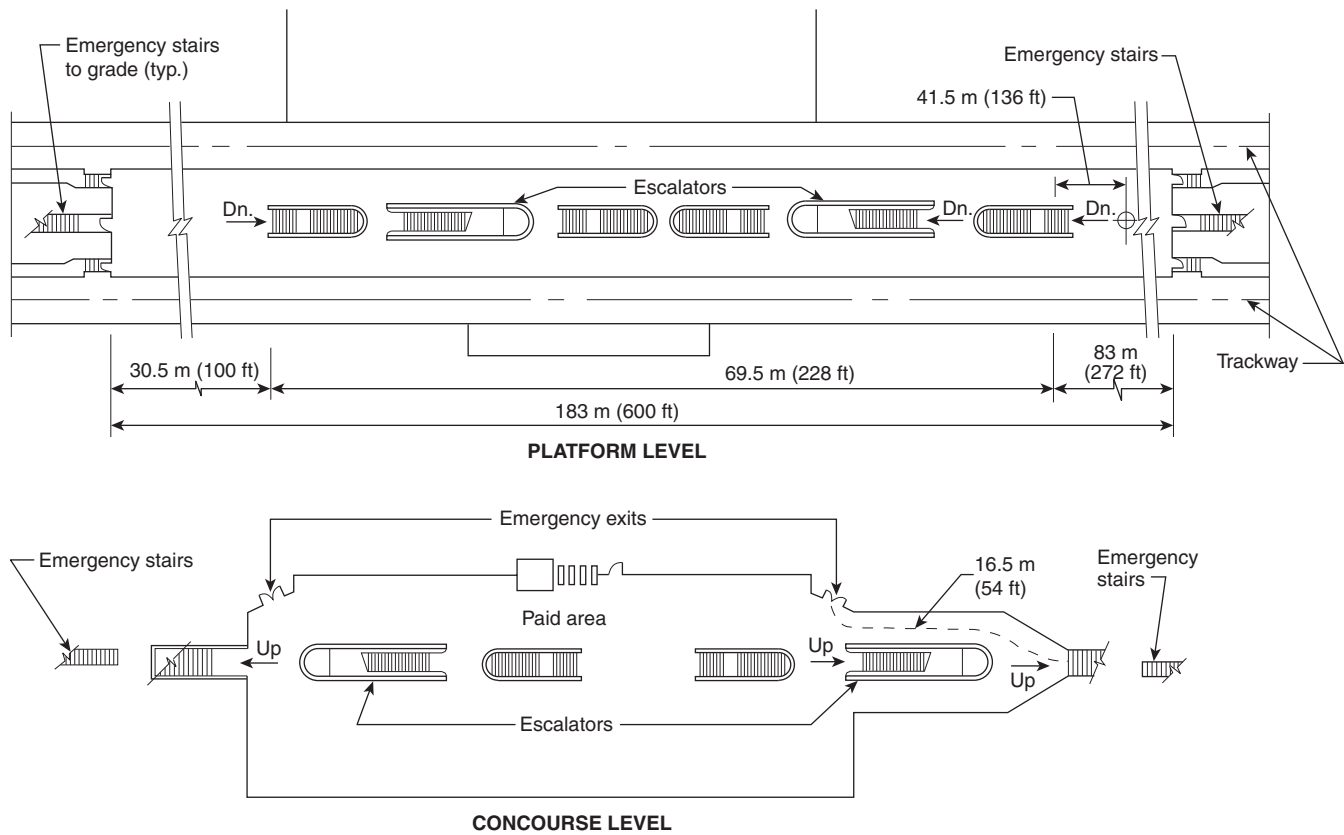 Emergency stairs
to grade (typ.)
Emergency stairs
41.5 m (136 ft)
Escalators
Dn.
Dn.
Dn.
30.5 m (100 ft)
69.5 m (228 ft)
83 m
(272 ft)
Trackway
183 m (600 ft)
PLATFORM LEVEL
Emergency exits
Emergency stairs
16.5 m
(54 ft)
Emergency
stairs
Paid area
Up
Up
Up
Escalators
CONCOURSE LEVEL